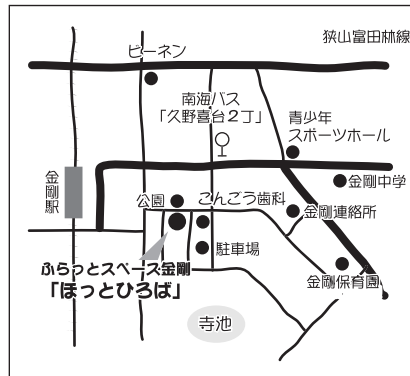 狭山富田林線
ピーネン
南海バス
「久野喜台2丁」
青少年
スポーツホール
金剛駅
公園
こんごう歯科
金剛中学
金剛連絡所
駐車場
ふらっとスペース金剛
「ほっとひろば」
金剛保育園
寺池